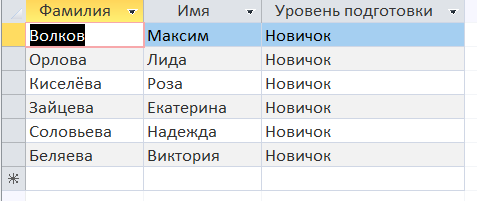 Фамилия Имя Уровень подготовки
Волков Максим Новичок
Орлова Лида Новичок
Киселёва Роза Новичок
Зайцева Екатерина Новичок
Соловьева Надежда Новичок
Беляева Виктория Новичок